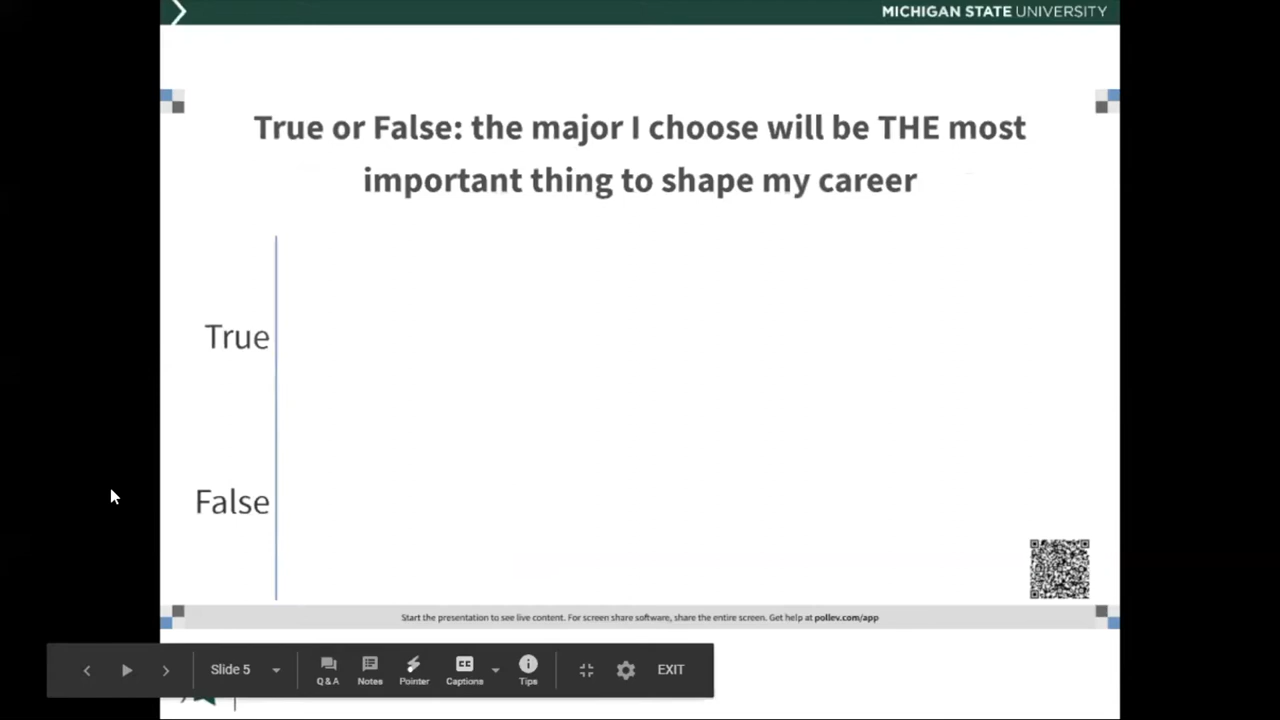 MICHIGAN STATE UNIVERSITY
True or False: the major I choose will be THE most
important thing to shape my career
True
False
Start the presentation to see live content. For screen share software, share the entire screen. Get help at pollev.com/app
Slide 5
Q & A
Notes
Pointer
CC
Captions
Tips
EXIT